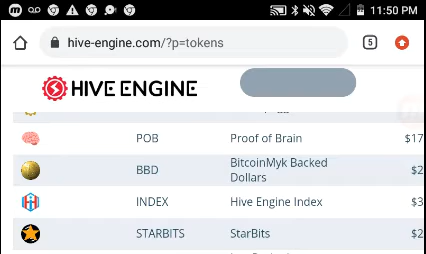 11:50 PM
hive-engine.com/?p=tokens
5
HIVE ENGINE
POB Proof of Brain $17
BBD BitcoinMyk Backed Dollars $2
INDEX Hive Engine Index $3
STARBITS StarBits $2